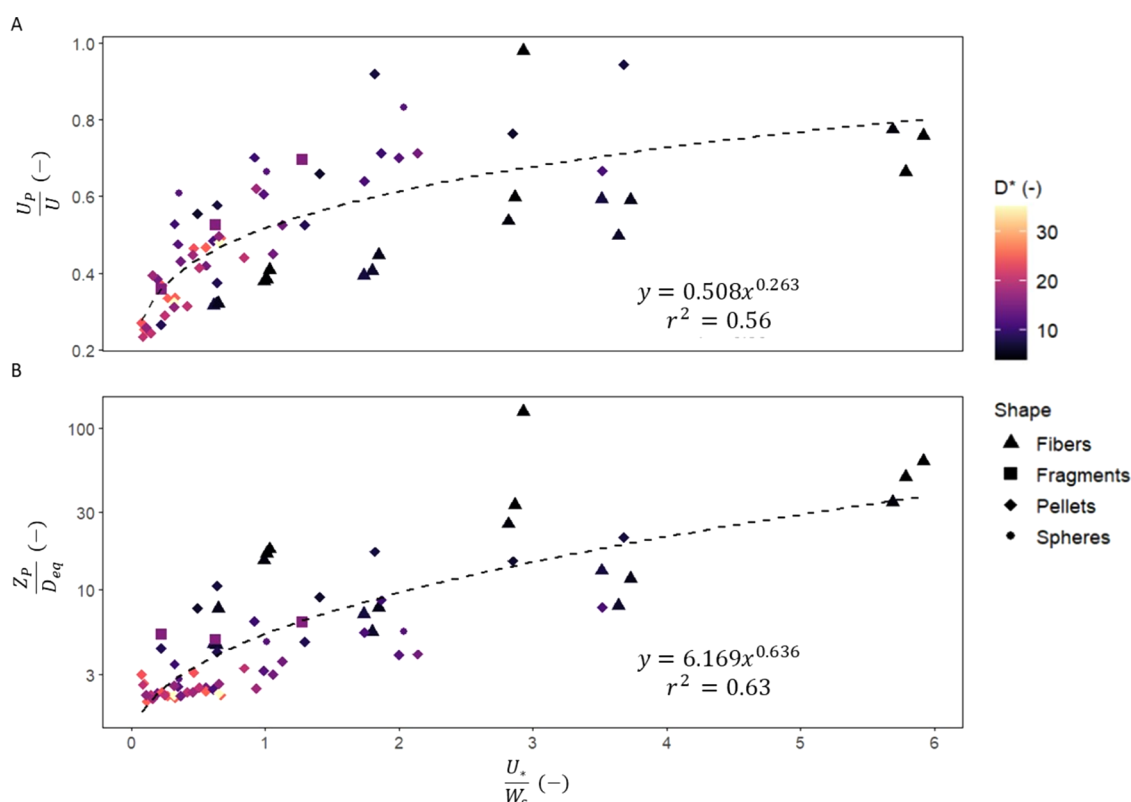 A
1.0
0.8
0.6
0.4
0.2
U_P/U (−)
y = 0.508x^0.263
r² = 0.56
D* (-)
30
20
10
Shape
Fibers
Fragments
Pellets
Spheres
B
100
30
10
3
Z_P/D_eq (−)
y = 6.169x^0.636
r² = 0.63
0 1 2 3 4 5 6
U_*/W_s (−)